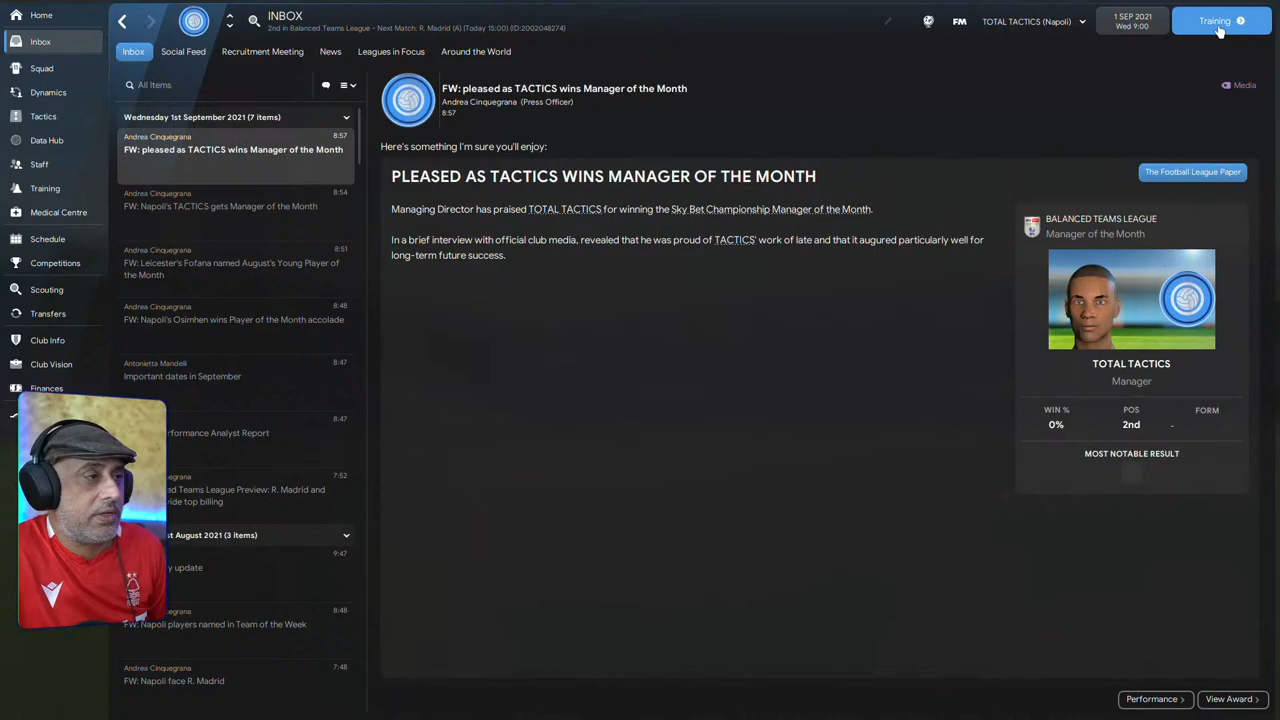 Home
Inbox
Squad
Dynamics
Tactics
Data Hub
Staff
Training
Medical Centre
Schedule
Competitions
Scouting
Transfers
Club Info
Club Vision
Finances
INBOX
2nd in Balanced Teams League - Next Match: R. Madrid (A) (Today 15:00) (ID:2002048274)
FM
TOTAL TACTICS (Napoli)
1 SEP 2021
Wed 9:00
Training
Inbox
Social Feed
Recruitment Meeting
News
Leagues in Focus
Around the World
All Items
Wednesday 1st September 2021 (7 items)
Andrea Cinquegrana 8:57
FW: pleased as TACTICS wins Manager of the Month
Andrea Cinquegrana 8:54
FW: Napoli's TACTICS gets Manager of the Month
Andrea Cinquegrana 8:51
FW: Leicester's Fofana named August's Young Player of
the Month
Andrea Cinquegrana 8:48
FW: Napoli's Osimhen wins Player of the Month accolade
Antonietta Mandelli 8:47
Important dates in September
8:47
erformance Analyst Report
quegrana 7:52
ed Teams League Preview: R. Madrid and
vide top billing
st August 2021 (3 items)
9:47
y update
Andrea Cinquegrana 8:48
FW: Napoli players named in Team of the Week
Andrea Cinquegrana 7:48
FW: Napoli face R. Madrid
FW: pleased as TACTICS wins Manager of the Month
Andrea Cinquegrana (Press Officer)
8:57
Media
Here's something I'm sure you'll enjoy:
PLEASED AS TACTICS WINS MANAGER OF THE MONTH
The Football League Paper
Managing Director has praised TOTAL TACTICS for winning the Sky Bet Championship Manager of the Month.
In a brief interview with official club media, revealed that he was proud of TACTICS' work of late and that it augured particularly well for
long-term future success.
BALANCED TEAMS LEAGUE
Manager of the Month
TOTAL TACTICS
Manager
WIN % POS FORM
0% 2nd -
MOST NOTABLE RESULT
Performance
View Award